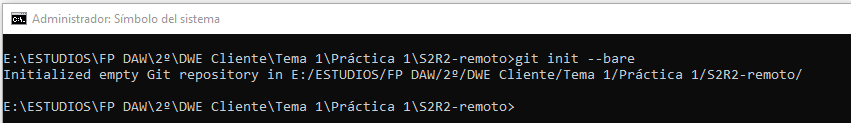 Administrador: Símbolo del sistema
E:\ESTUDIOS\FP DAW\2º\DWE Cliente\Tema 1\Práctica 1\S2R2-remoto>git init --bare
Initialized empty Git repository in E:/ESTUDIOS/FP DAW/2º/DWE Cliente/Tema 1/Práctica 1/S2R2-remoto/
E:\ESTUDIOS\FP DAW\2º\DWE Cliente\Tema 1\Práctica 1\S2R2-remoto>